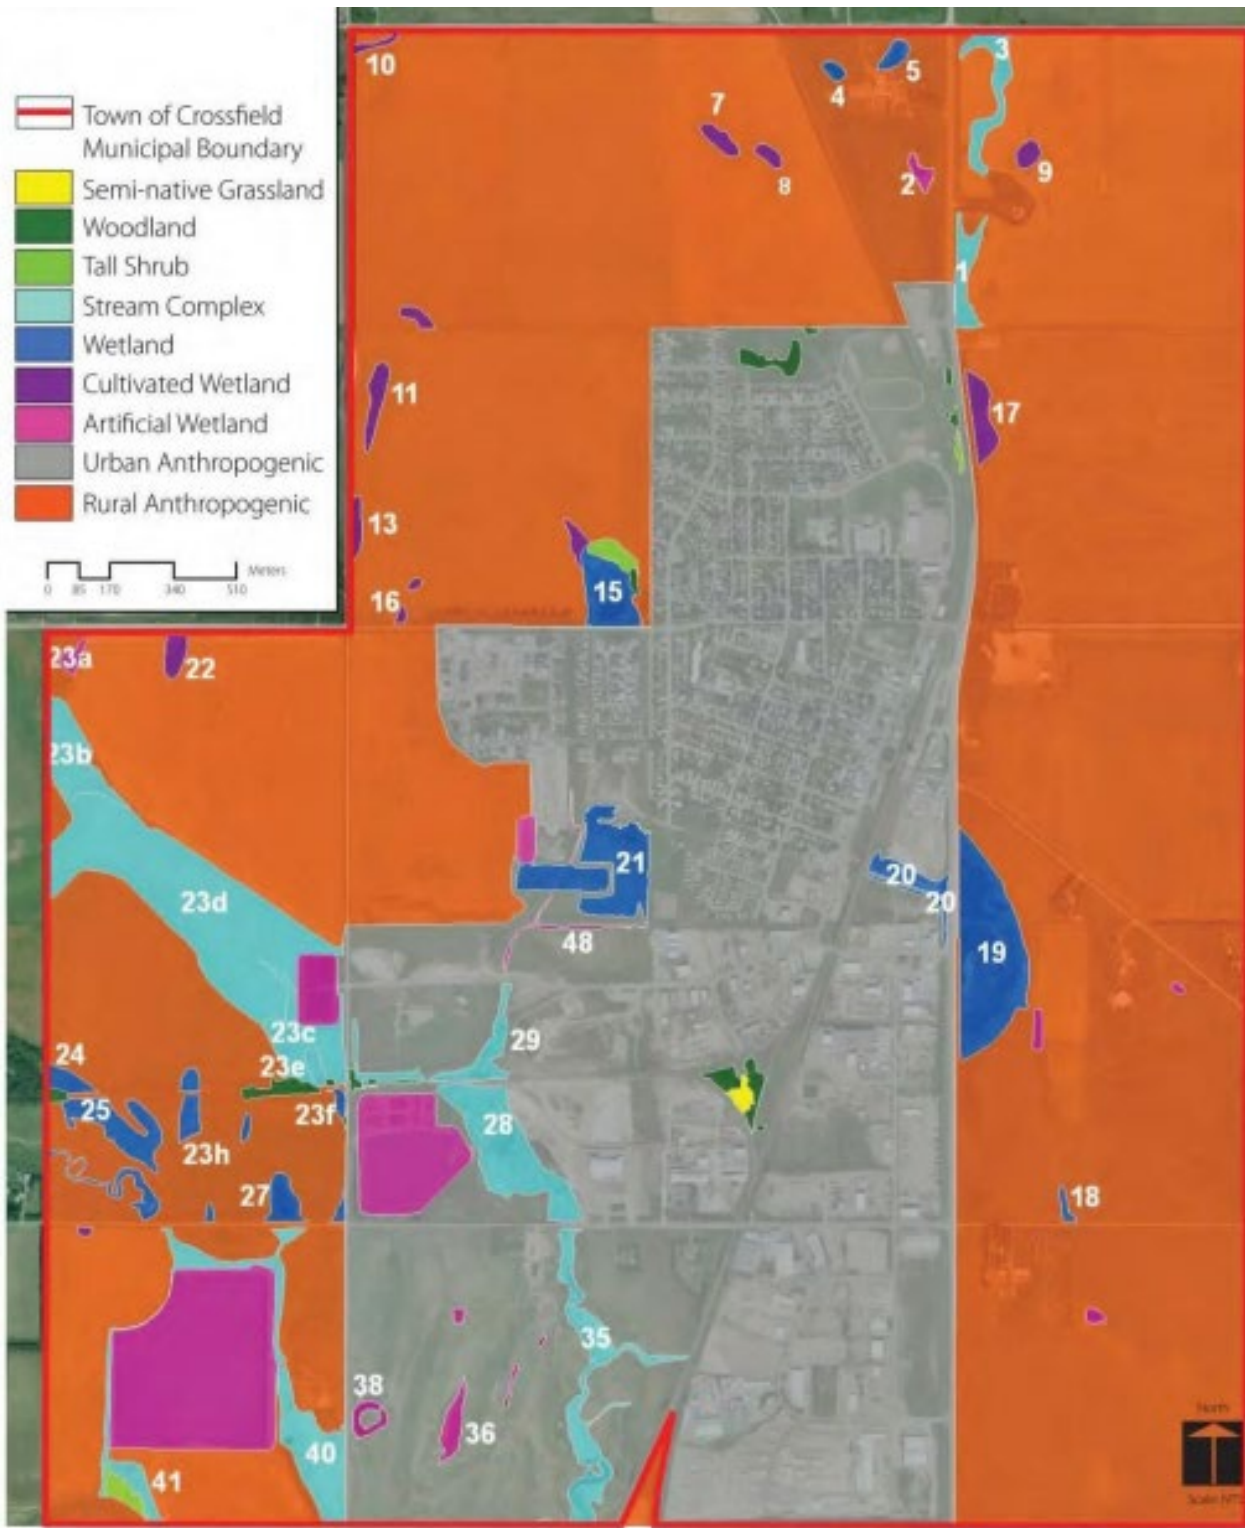 Town of Crossfield
Municipal Boundary
Semi-native Grassland
Woodland
Tall Shrub
Stream Complex
Wetland
Cultivated Wetland
Artificial Wetland
Urban Anthropogenic
Rural Anthropogenic
Meters
0 85 170 340 510
10
3
5
4
7
8
2
9
1
11
17
13
16
15
23a
22
23b
21
20
20
23d
48
19
23c
29
24
23e
25
23f
28
23h
27
18
35
38
36
40
41
North
Scale NTS